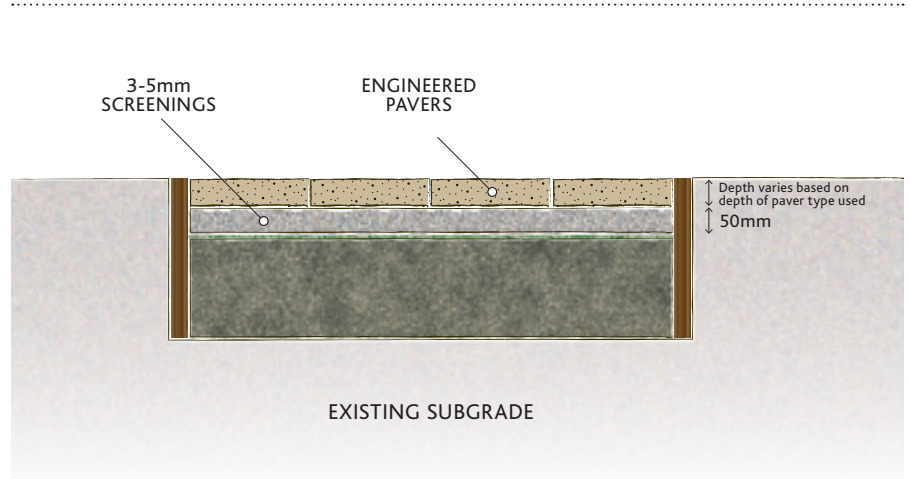 3-5mm
SCREENINGS
ENGINEERED
PAVERS
Depth varies based on
depth of paver type used
50mm
EXISTING SUBGRADE